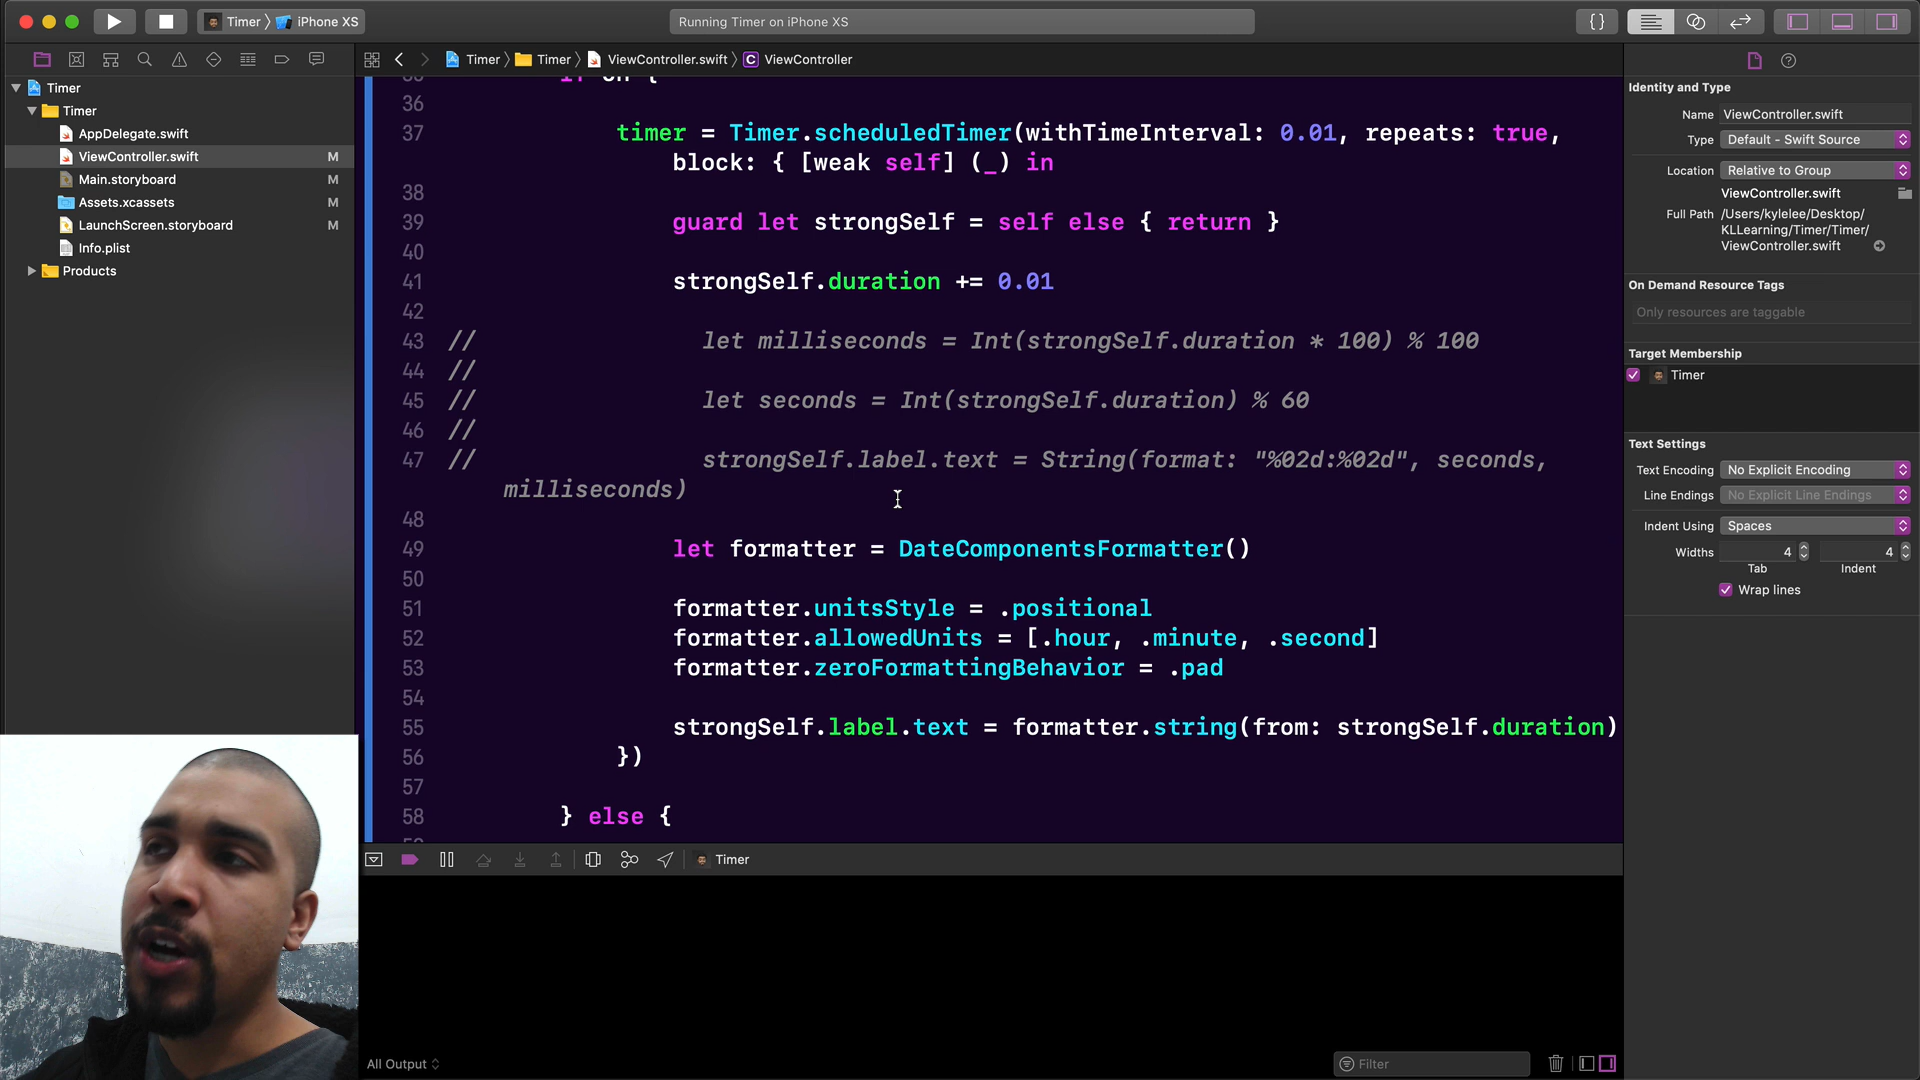 Timer
iPhone XS
Running Timer on iPhone XS
{}
Timer
Timer
ViewController.swift
C
ViewController
Timer
Timer
AppDelegate.swift
ViewController.swift M
Main.storyboard M
Assets.xcassets M
LaunchScreen.storyboard M
Info.plist
Products
36
37 timer = Timer.scheduledTimer(withTimeInterval: 0.01, repeats: true,
block: { [weak self] (_) in
38
39 guard let strongSelf = self else { return }
40
41 strongSelf.duration += 0.01
42
43 // let milliseconds = Int(strongSelf.duration * 100) % 100
44 //
45 // let seconds = Int(strongSelf.duration) % 60
46 //
47 // strongSelf.label.text = String(format: "%02d:%02d", seconds,
milliseconds)
48
49 let formatter = DateComponentsFormatter()
50
51 formatter.unitsStyle = .positional
52 formatter.allowedUnits = [.hour, .minute, .second]
53 formatter.zeroFormattingBehavior = .pad
54
55 strongSelf.label.text = formatter.string(from: strongSelf.duration)
56 })
57
58 } else {
Timer
All Output
Filter
Identity and Type
Name ViewController.swift
Type Default - Swift Source
Location Relative to Group
ViewController.swift
Full Path /Users/kylelee/Desktop/
KLLearning/Timer/Timer/
ViewController.swift
On Demand Resource Tags
Only resources are taggable
Target Membership
Timer
Text Settings
Text Encoding No Explicit Encoding
Line Endings No Explicit Line Endings
Indent Using Spaces
Widths 4 4
Tab Indent
Wrap lines